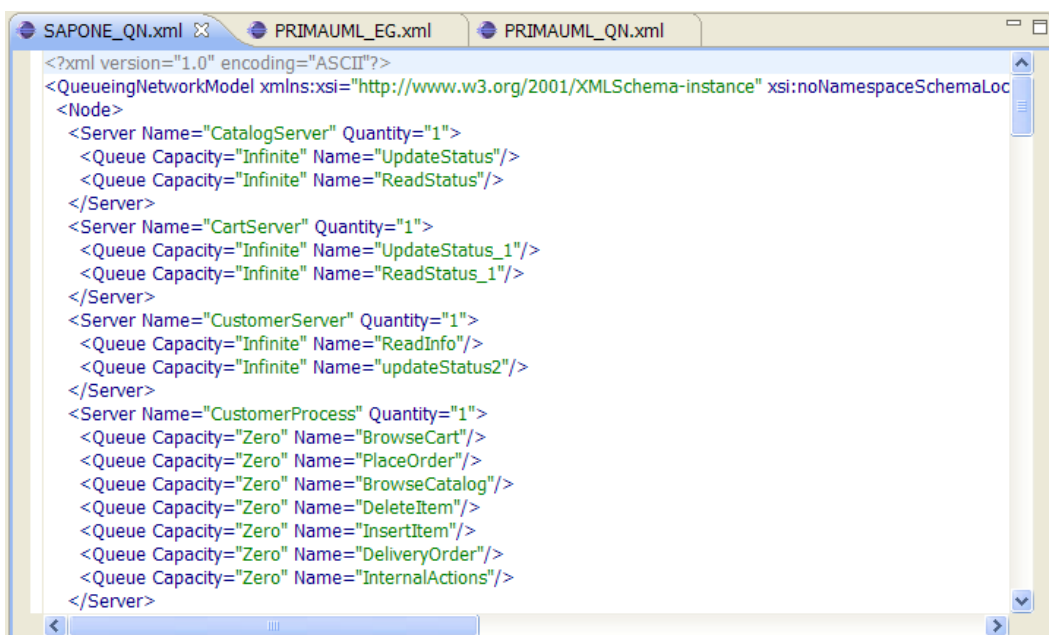 SAPONE_QN.xml PRIMAUML_EG.xml PRIMAUML_QN.xml
<?xml version="1.0" encoding="ASCII"?>
<QueueingNetworkModel xmlns:xsi="http://www.w3.org/2001/XMLSchema-instance" xsi:noNamespaceSchemaLoc
<Node>
<Server Name="CatalogServer" Quantity="1">
<Queue Capacity="Infinite" Name="UpdateStatus"/>
<Queue Capacity="Infinite" Name="ReadStatus"/>
</Server>
<Server Name="CartServer" Quantity="1">
<Queue Capacity="Infinite" Name="UpdateStatus_1"/>
<Queue Capacity="Infinite" Name="ReadStatus_1"/>
</Server>
<Server Name="CustomerServer" Quantity="1">
<Queue Capacity="Infinite" Name="ReadInfo"/>
<Queue Capacity="Infinite" Name="updateStatus2"/>
</Server>
<Server Name="CustomerProcess" Quantity="1">
<Queue Capacity="Zero" Name="BrowseCart"/>
<Queue Capacity="Zero" Name="PlaceOrder"/>
<Queue Capacity="Zero" Name="BrowseCatalog"/>
<Queue Capacity="Zero" Name="DeleteItem"/>
<Queue Capacity="Zero" Name="InsertItem"/>
<Queue Capacity="Zero" Name="DeliveryOrder"/>
<Queue Capacity="Zero" Name="InternalActions"/>
</Server>